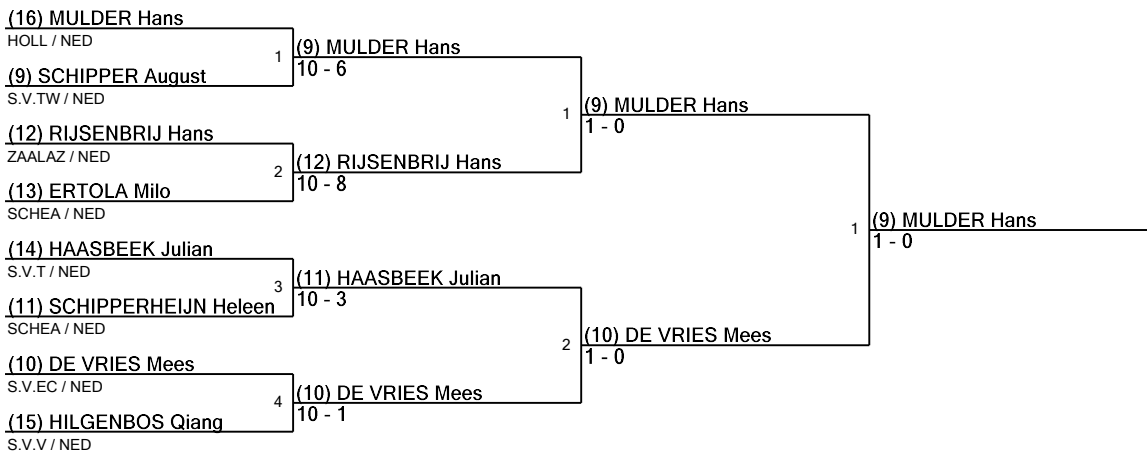 (16) MULDER Hans
HOLL / NED
1
(9) SCHIPPER August
S.V.TW / NED
(9) MULDER Hans
10 - 6
(12) RIJSENBRIJ Hans
ZAALAZ / NED
2
(13) ERTOLA Milo
SCHEA / NED
(12) RIJSENBRIJ Hans
10 - 8
1
(9) MULDER Hans
1 - 0
(14) HAASBEEK Julian
S.V.T / NED
3
(11) SCHIPPERHEIJN Heleen
SCHEA / NED
(11) HAASBEEK Julian
10 - 3
(10) DE VRIES Mees
S.V.EC / NED
4
(15) HILGENBOS Qiang
S.V.V / NED
(10) DE VRIES Mees
10 - 1
2
(10) DE VRIES Mees
1 - 0
1
(9) MULDER Hans
1 - 0